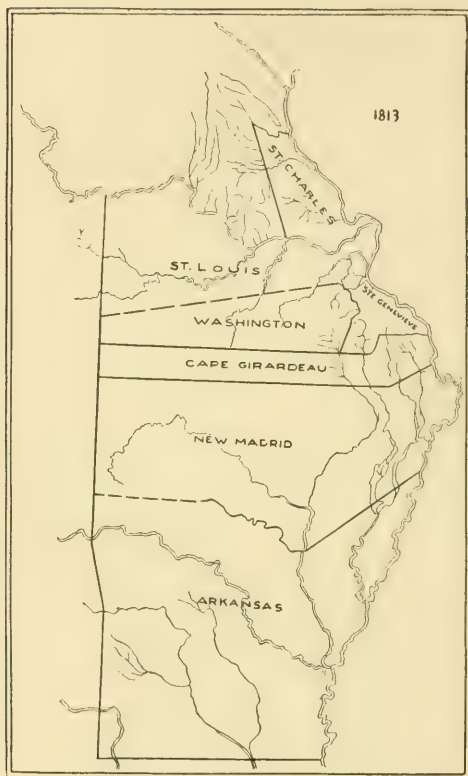 1813
ST. CHARLES
ST. LOUIS
STE GENEVIEVE
WASHINGTON
CAPE GIRARDEAU
NEW MADRID
ARKANSAS